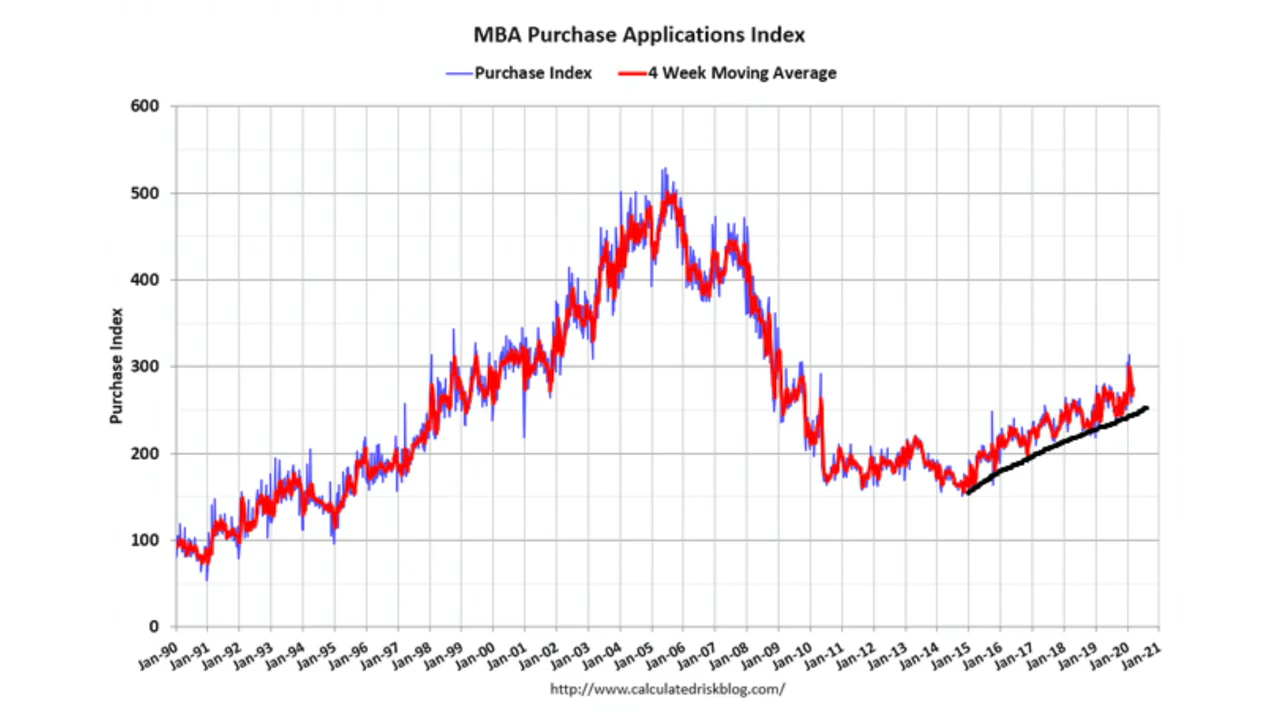 MBA Purchase Applications Index
Purchase Index 4 Week Moving Average
600
500
400
300
200
100
0
Purchase Index
Jan-90 Jan-91 Jan-92 Jan-93 Jan-94 Jan-95 Jan-96 Jan-97 Jan-98 Jan-99 Jan-00 Jan-01 Jan-02 Jan-03 Jan-04 Jan-05 Jan-06 Jan-07 Jan-08 Jan-09 Jan-10 Jan-11 Jan-12 Jan-13 Jan-14 Jan-15 Jan-16 Jan-17 Jan-18 Jan-19 Jan-20 Jan-21
http://www.calculatedriskblog.com/